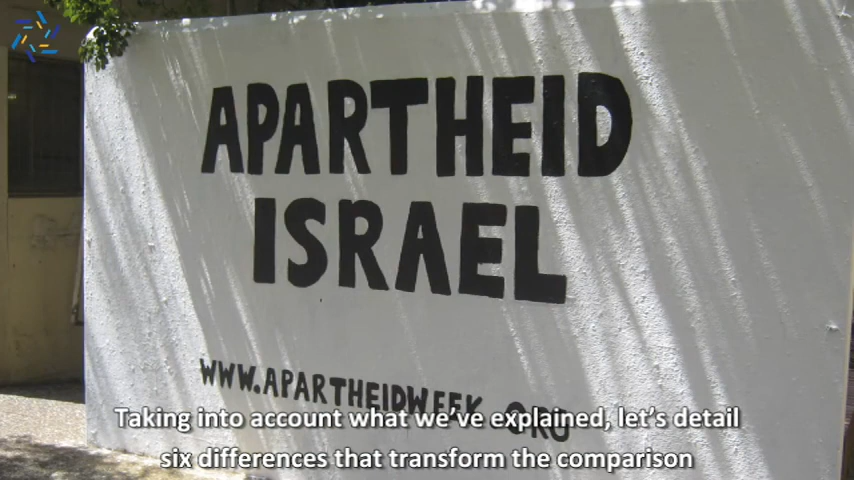 APARTHEID
ISRAEL
WWW.APARTHEIDWEEK.ORG
Taking into account what we've explained, let's detail
six differences that transform the comparison